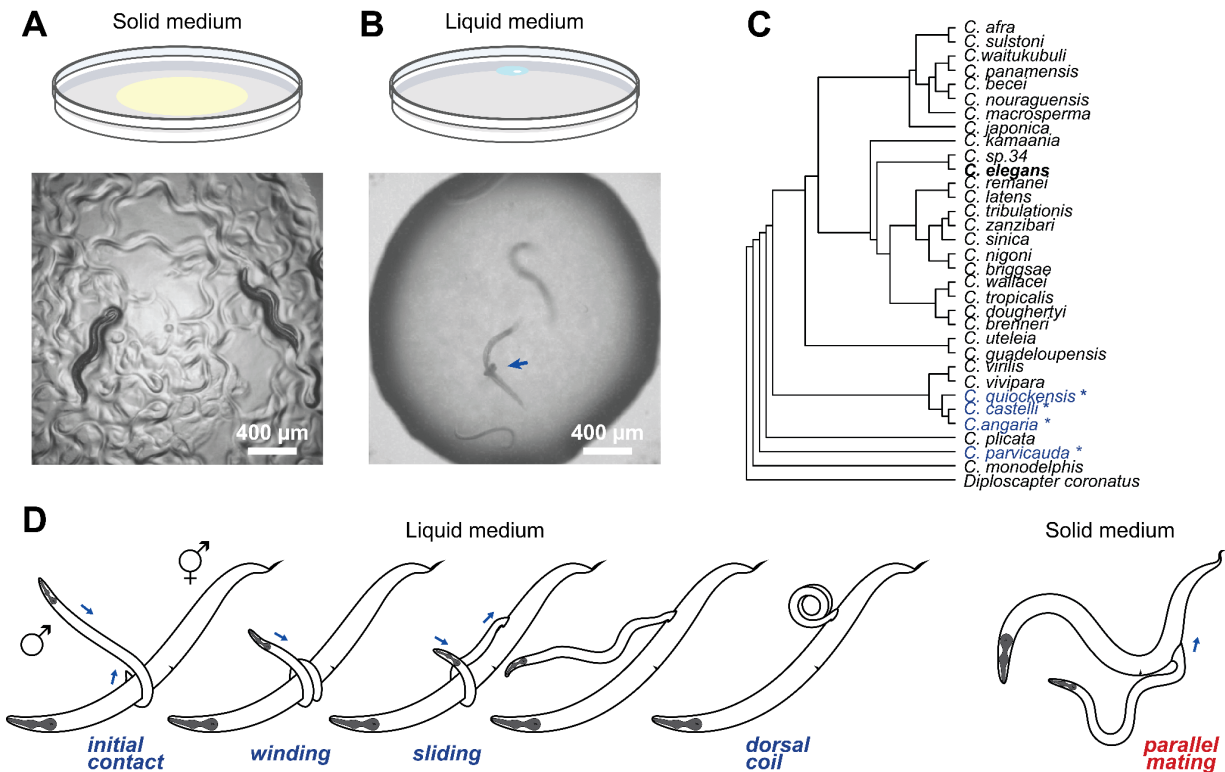 A
Solid medium
400 µm
B
Liquid medium
400 µm
C
C. afra
C. sulstoni
C.waitukubuli
C. panamensis
C. becei
C. nouraguensis
C. macrosperma
C. japonica
C. kamaania
C. sp.34
C. elegans
C. remanei
C. latens
C. tribulationis
C. zanzibari
C. sinica
C. nigoni
C. briggsae
C. wallacei
C. tropicalis
C. doughertyi
C. brenneri
C. uteleia
C. guadeloupensis
C. virilis
C. vivipara
C. quiockensis *
C. castelli *
C.angaria *
C. plicata
C. parvicauda *
C. monodelphis
Diploscapter coronatus
D
Liquid medium
Solid medium
♂
⚥
initial
contact
winding
sliding
dorsal
coil
parallel
mating